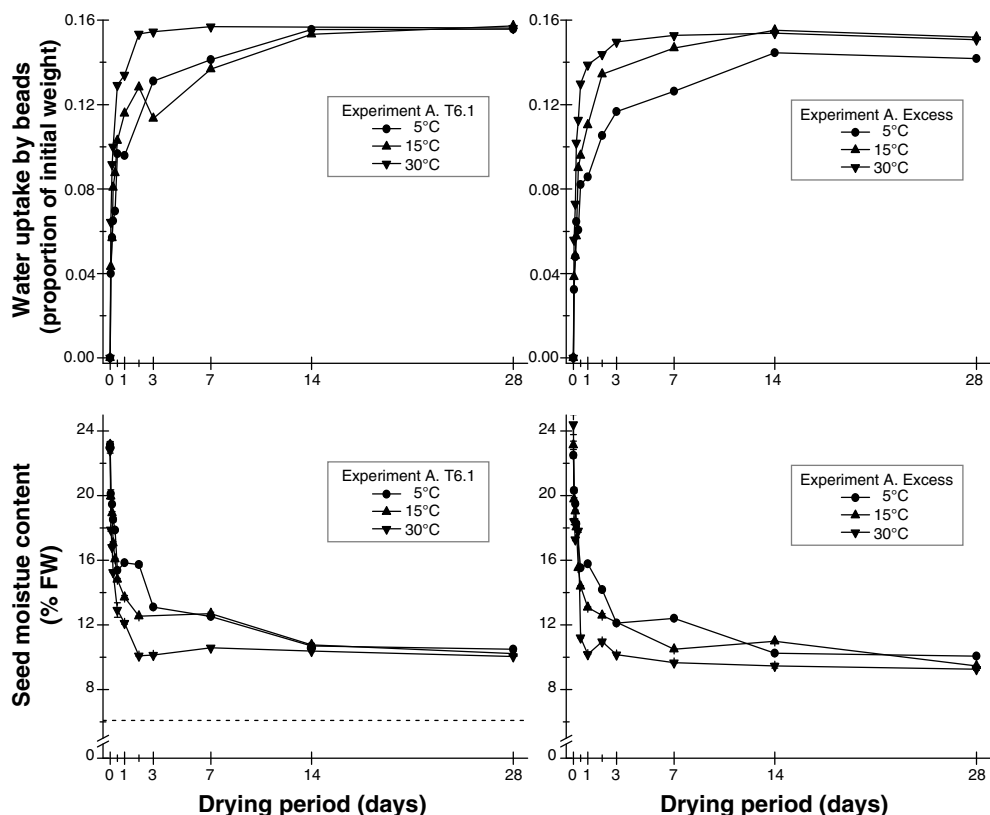 Water uptake by beads
(proportion of initial weight)
0.16
0.12
0.08
0.04
0.00
Experiment A. T6.1
5°C
15°C
30°C
0 1 3 7 14 28
0.16
0.12
0.08
0.04
0.00
Experiment A. Excess
5°C
15°C
30°C
0 1 3 7 14 28
Seed moistue content
(% FW)
24
20
16
12
8
0
Experiment A. T6.1
5°C
15°C
30°C
0 1 3 7 14 28
Drying period (days)
24
20
16
12
8
0
Experiment A. Excess
5°C
15°C
30°C
0 1 3 7 14 28
Drying period (days)